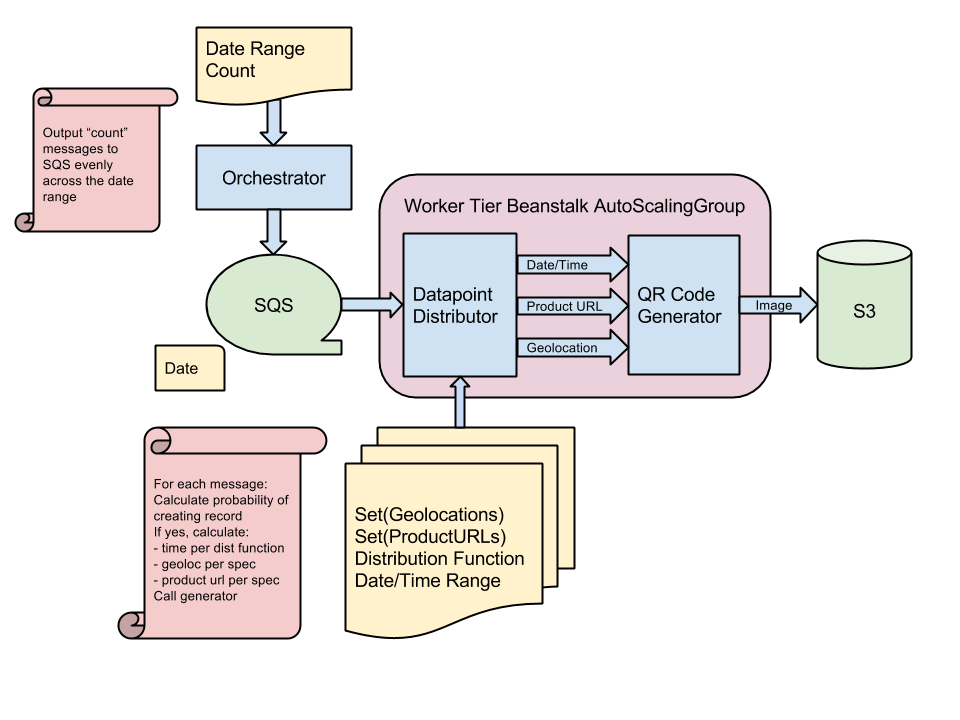 Date Range
Count
Output “count”
messages to
SQS evenly
across the date
range
Orchestrator
Worker Tier Beanstalk AutoScalingGroup
SQS
Datapoint
Distributor
Date/Time
Product URL
Geolocation
QR Code
Generator
Image
S3
Date
For each message:
Calculate probability of
creating record
If yes, calculate:
- time per dist function
- geoloc per spec
- product url per spec
Call generator
Set(Geolocations)
Set(ProductURLs)
Distribution Function
Date/Time Range